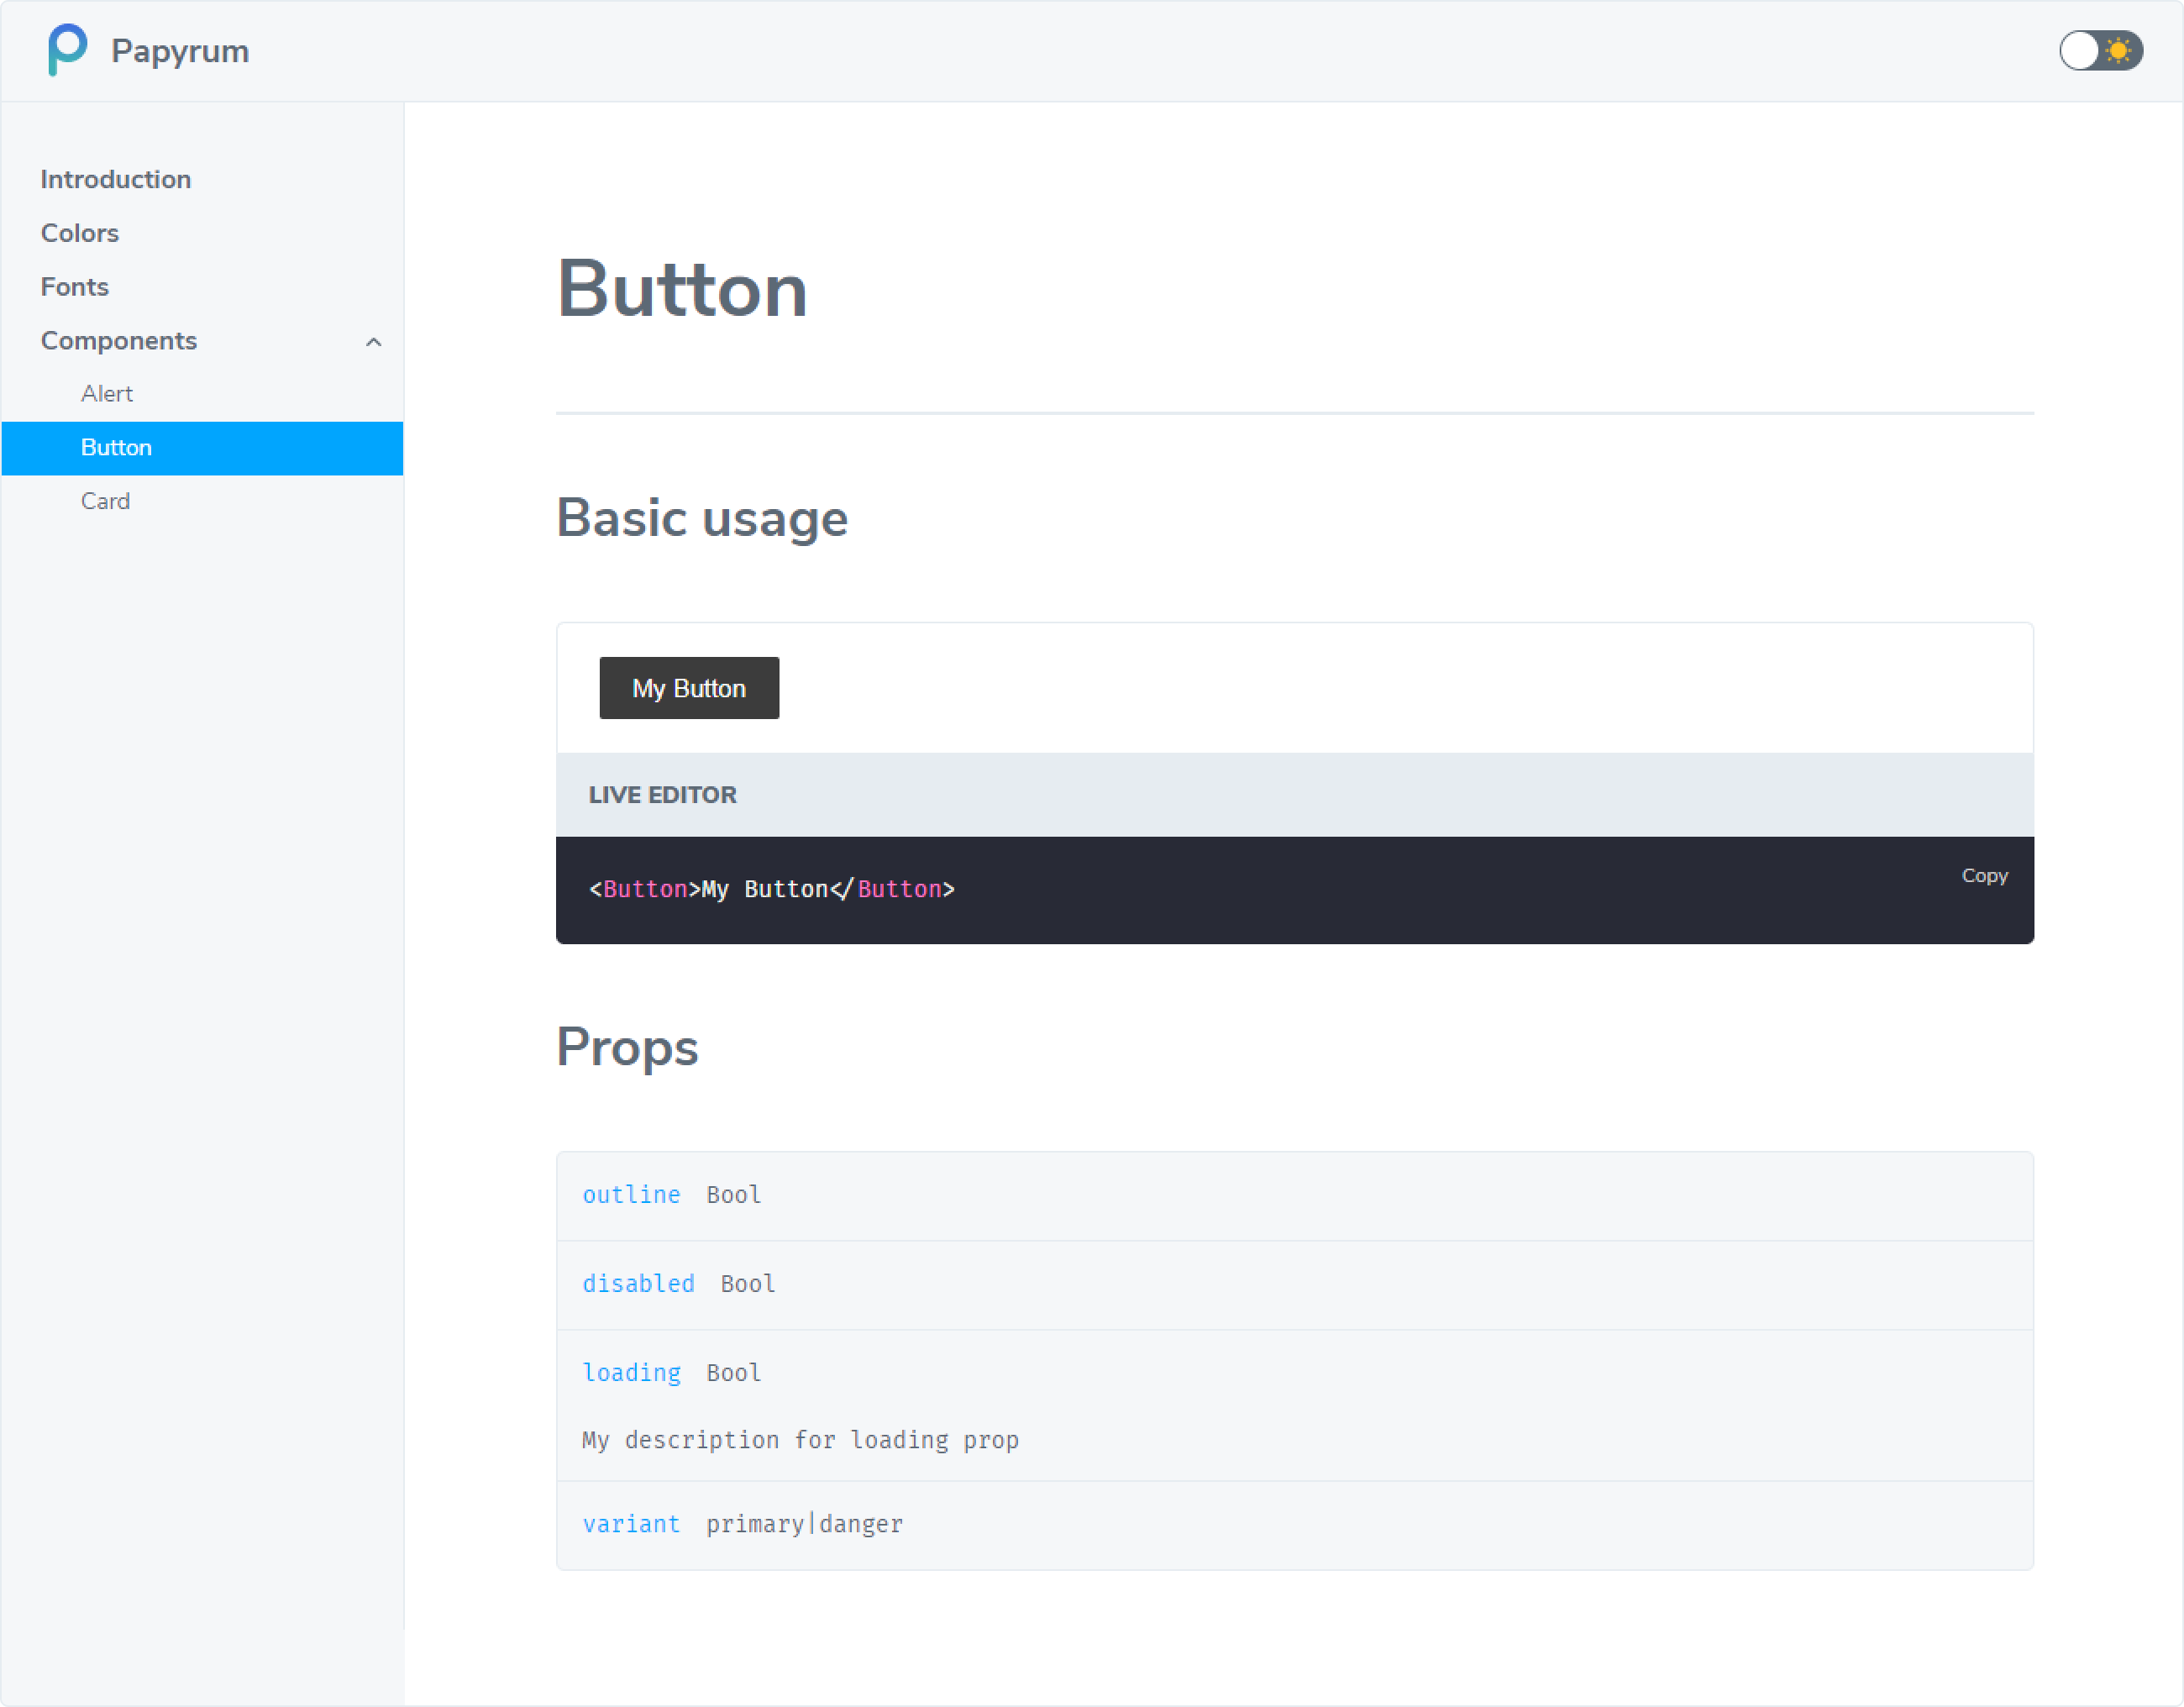 Papyrum
Introduction
Colors
Fonts
Components
Alert
Button
Card
Button
Basic usage
My Button
LIVE EDITOR
Copy
<Button>My Button</Button>
Props
outline Bool
disabled Bool
loading Bool
My description for loading prop
variant primary|danger